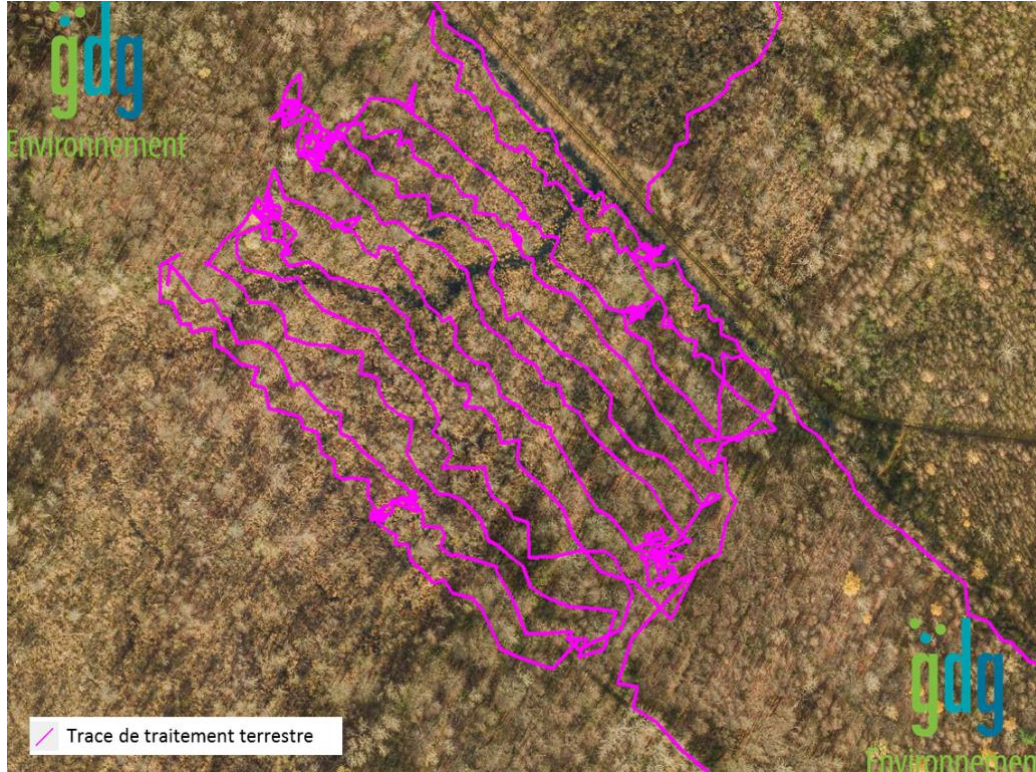 gdg
Environnement
Trace de traitement terrestre
gdg
Environnement